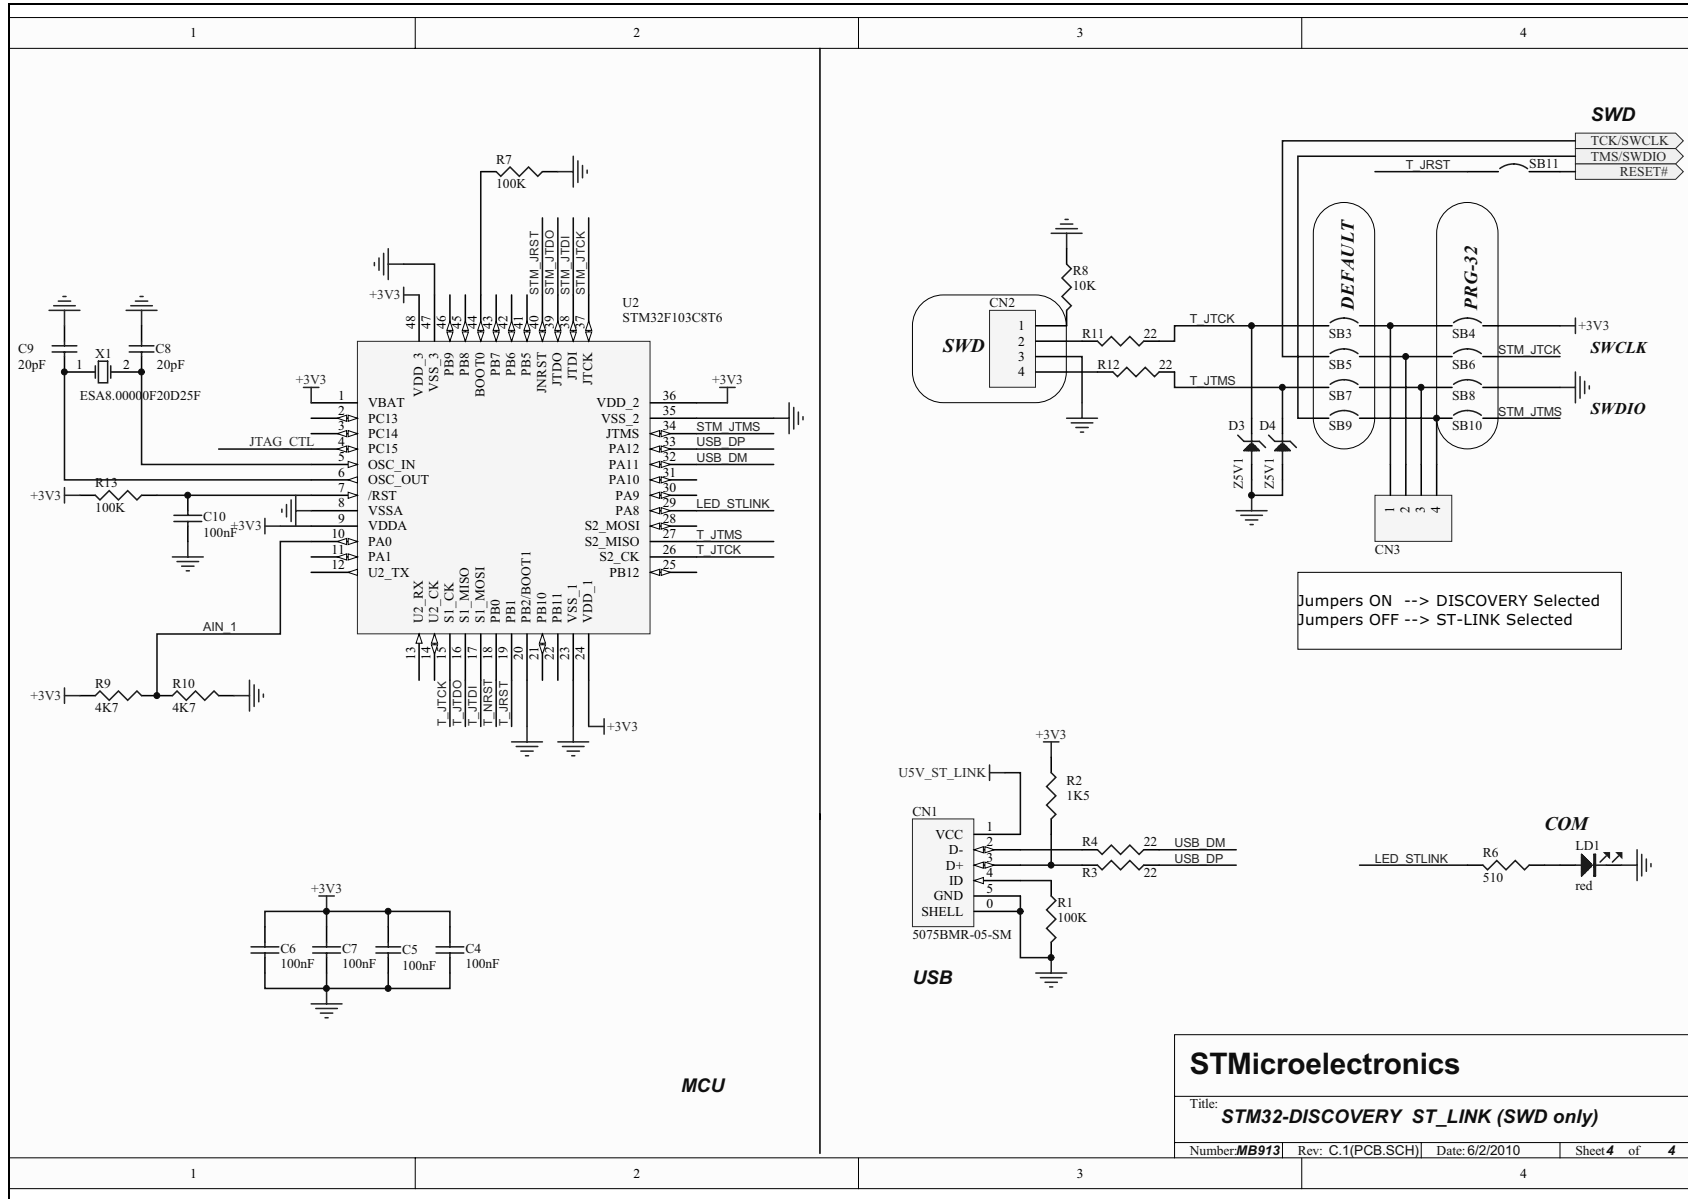 1 2 3 4
SWD
TCK/SWCLK
TMS/SWDIO
RESET#
T_JRST
SB11
R7
100K
STM_JRST
STM_JTDO
STM_JTDI
STM_JTCK
+3V3
U2
STM32F103C8T6
48 47 46 45 44 43 42 41 40 39 38 37
VDD_3 VSS_3 PB9 PB8 BOOT0 PB7 PB6 PB5 JNRST JTDO JTDI JTCK
C9
20pF
X1
1 2
C8
20pF
ESA8.00000F20D25F
+3V3
1 VBAT
2 PC13
3 PC14
JTAG_CTL 4 PC15
5 OSC_IN
6 OSC_OUT
7 /RST
8 VSSA
9 VDDA
10 PA0
11 PA1
12 U2_TX
+3V3
R13
100K
C10
100nF
+3V3
VDD_2 36 +3V3
VSS_2 35
JTMS 34 STM_JTMS
PA12 33 USB_DP
PA11 32 USB_DM
PA10 31
PA9 30
PA8 29 LED_STLINK
S2_MOSI 28
S2_MISO 27 T_JTMS
S2_CK 26 T_JTCK
PB12 25
U2_RX U2_CK S1_CK S1_MISO S1_MOSI PB0 PB1 PB2/BOOT1 PB10 PB11 VSS_1 VDD_1
13 14 15 16 17 18 19 20 21 22 23 24
T_JTCK
T_JTDO
T_JTDI
T_NRST
T_JRST
+3V3
AIN_1
+3V3
R9
4K7
R10
4K7
+3V3
C6
100nF
C7
100nF
C5
100nF
C4
100nF
MCU
R8
10K
CN2
SWD
1
2
3
4
R11 22 T_JTCK
R12 22 T_JTMS
DEFAULT
PRG-32
SB3 SB4 +3V3
SWCLK
SB5 SB6 STM_JTCK
SB7 SB8
SWDIO
SB9 SB10 STM_JTMS
D3 D4
Z5V1 Z5V1
1 2 3 4
CN3
Jumpers ON --> DISCOVERY Selected
Jumpers OFF --> ST-LINK Selected
+3V3
U5V_ST_LINK
R2
1K5
CN1
VCC 1
D- 2
D+ 3
ID 4
GND 5
SHELL 0
5075BMR-05-SM
R4 22 USB_DM
R3 22 USB_DP
R1
100K
USB
COM
LED_STLINK
R6
510
LD1
red
STMicroelectronics
Title: STM32-DISCOVERY ST_LINK (SWD only)
Number:MB913 Rev: C.1(PCB.SCH) Date:6/2/2010 Sheet 4 of 4
1 2 3 4